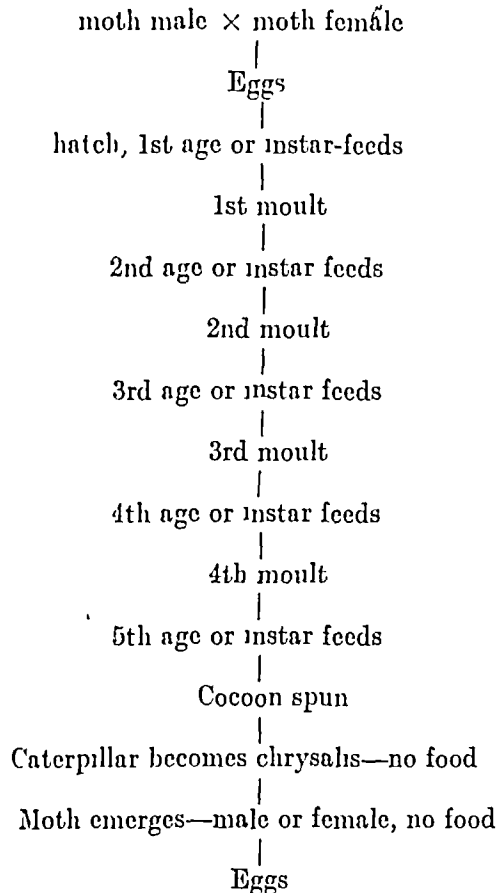 moth male × moth female
Eggs
hatch, 1st age or instar-feeds
1st moult
2nd age or instar feeds
2nd moult
3rd age or instar feeds
3rd moult
4th age or instar feeds
4th moult
5th age or instar feeds
Cocoon spun
Caterpillar becomes chrysalis—no food
Moth emerges—male or female, no food
Eggs